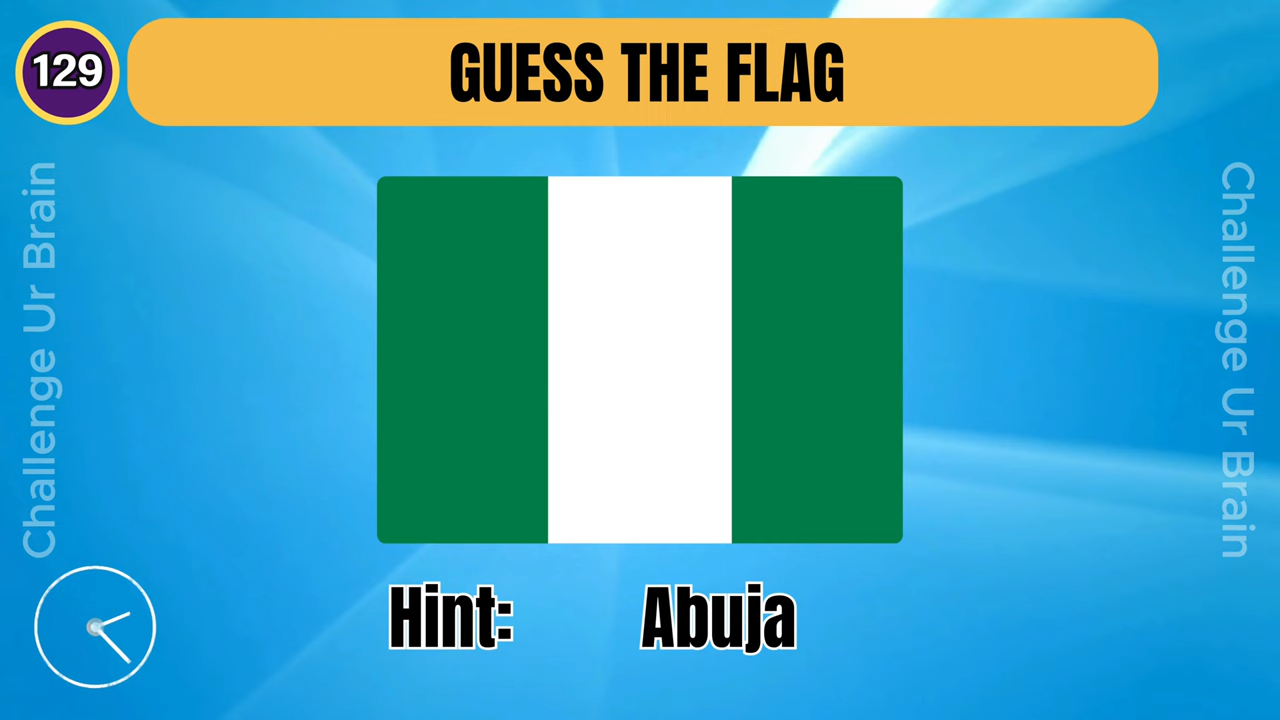 129
GUESS THE FLAG
Challenge Ur Brain
Challenge Ur Brain
Hint: Abuja